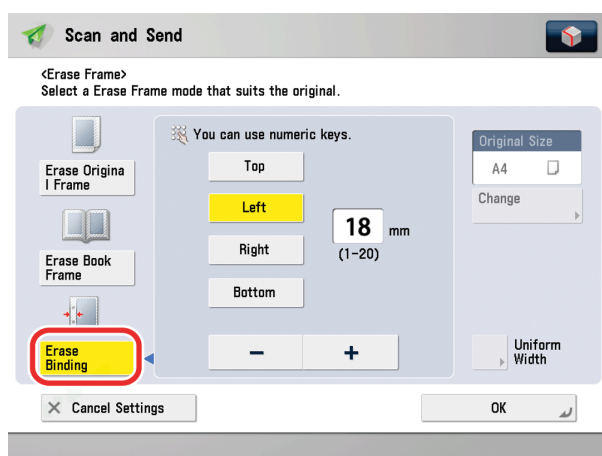 Scan and Send
<Erase Frame>
Select a Erase Frame mode that suits the original.
You can use numeric keys.
Erase Origina
l Frame
Erase Book
Frame
Erase
Binding
Top
Left
Right
Bottom
18 mm
(1-20)
−
+
Original Size
A4
Change
Uniform
Width
Cancel Settings
OK